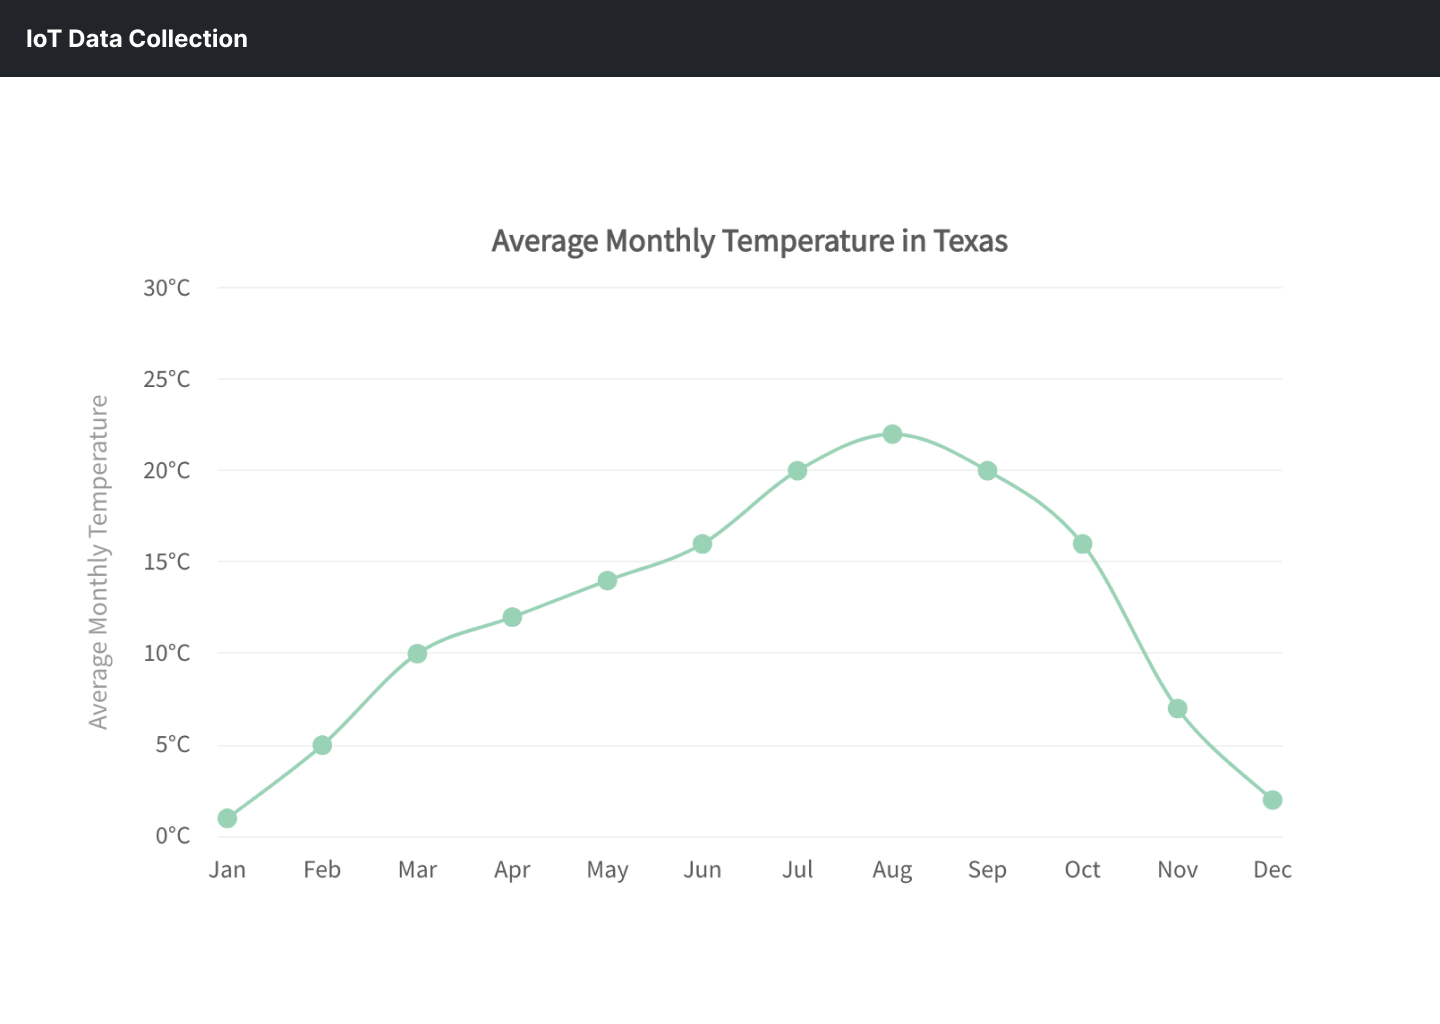 IoT Data Collection
Average Monthly Temperature in Texas
Average Monthly Temperature
30°C
25°C
20°C
15°C
10°C
5°C
0°C
Jan Feb Mar Apr May Jun Jul Aug Sep Oct Nov Dec